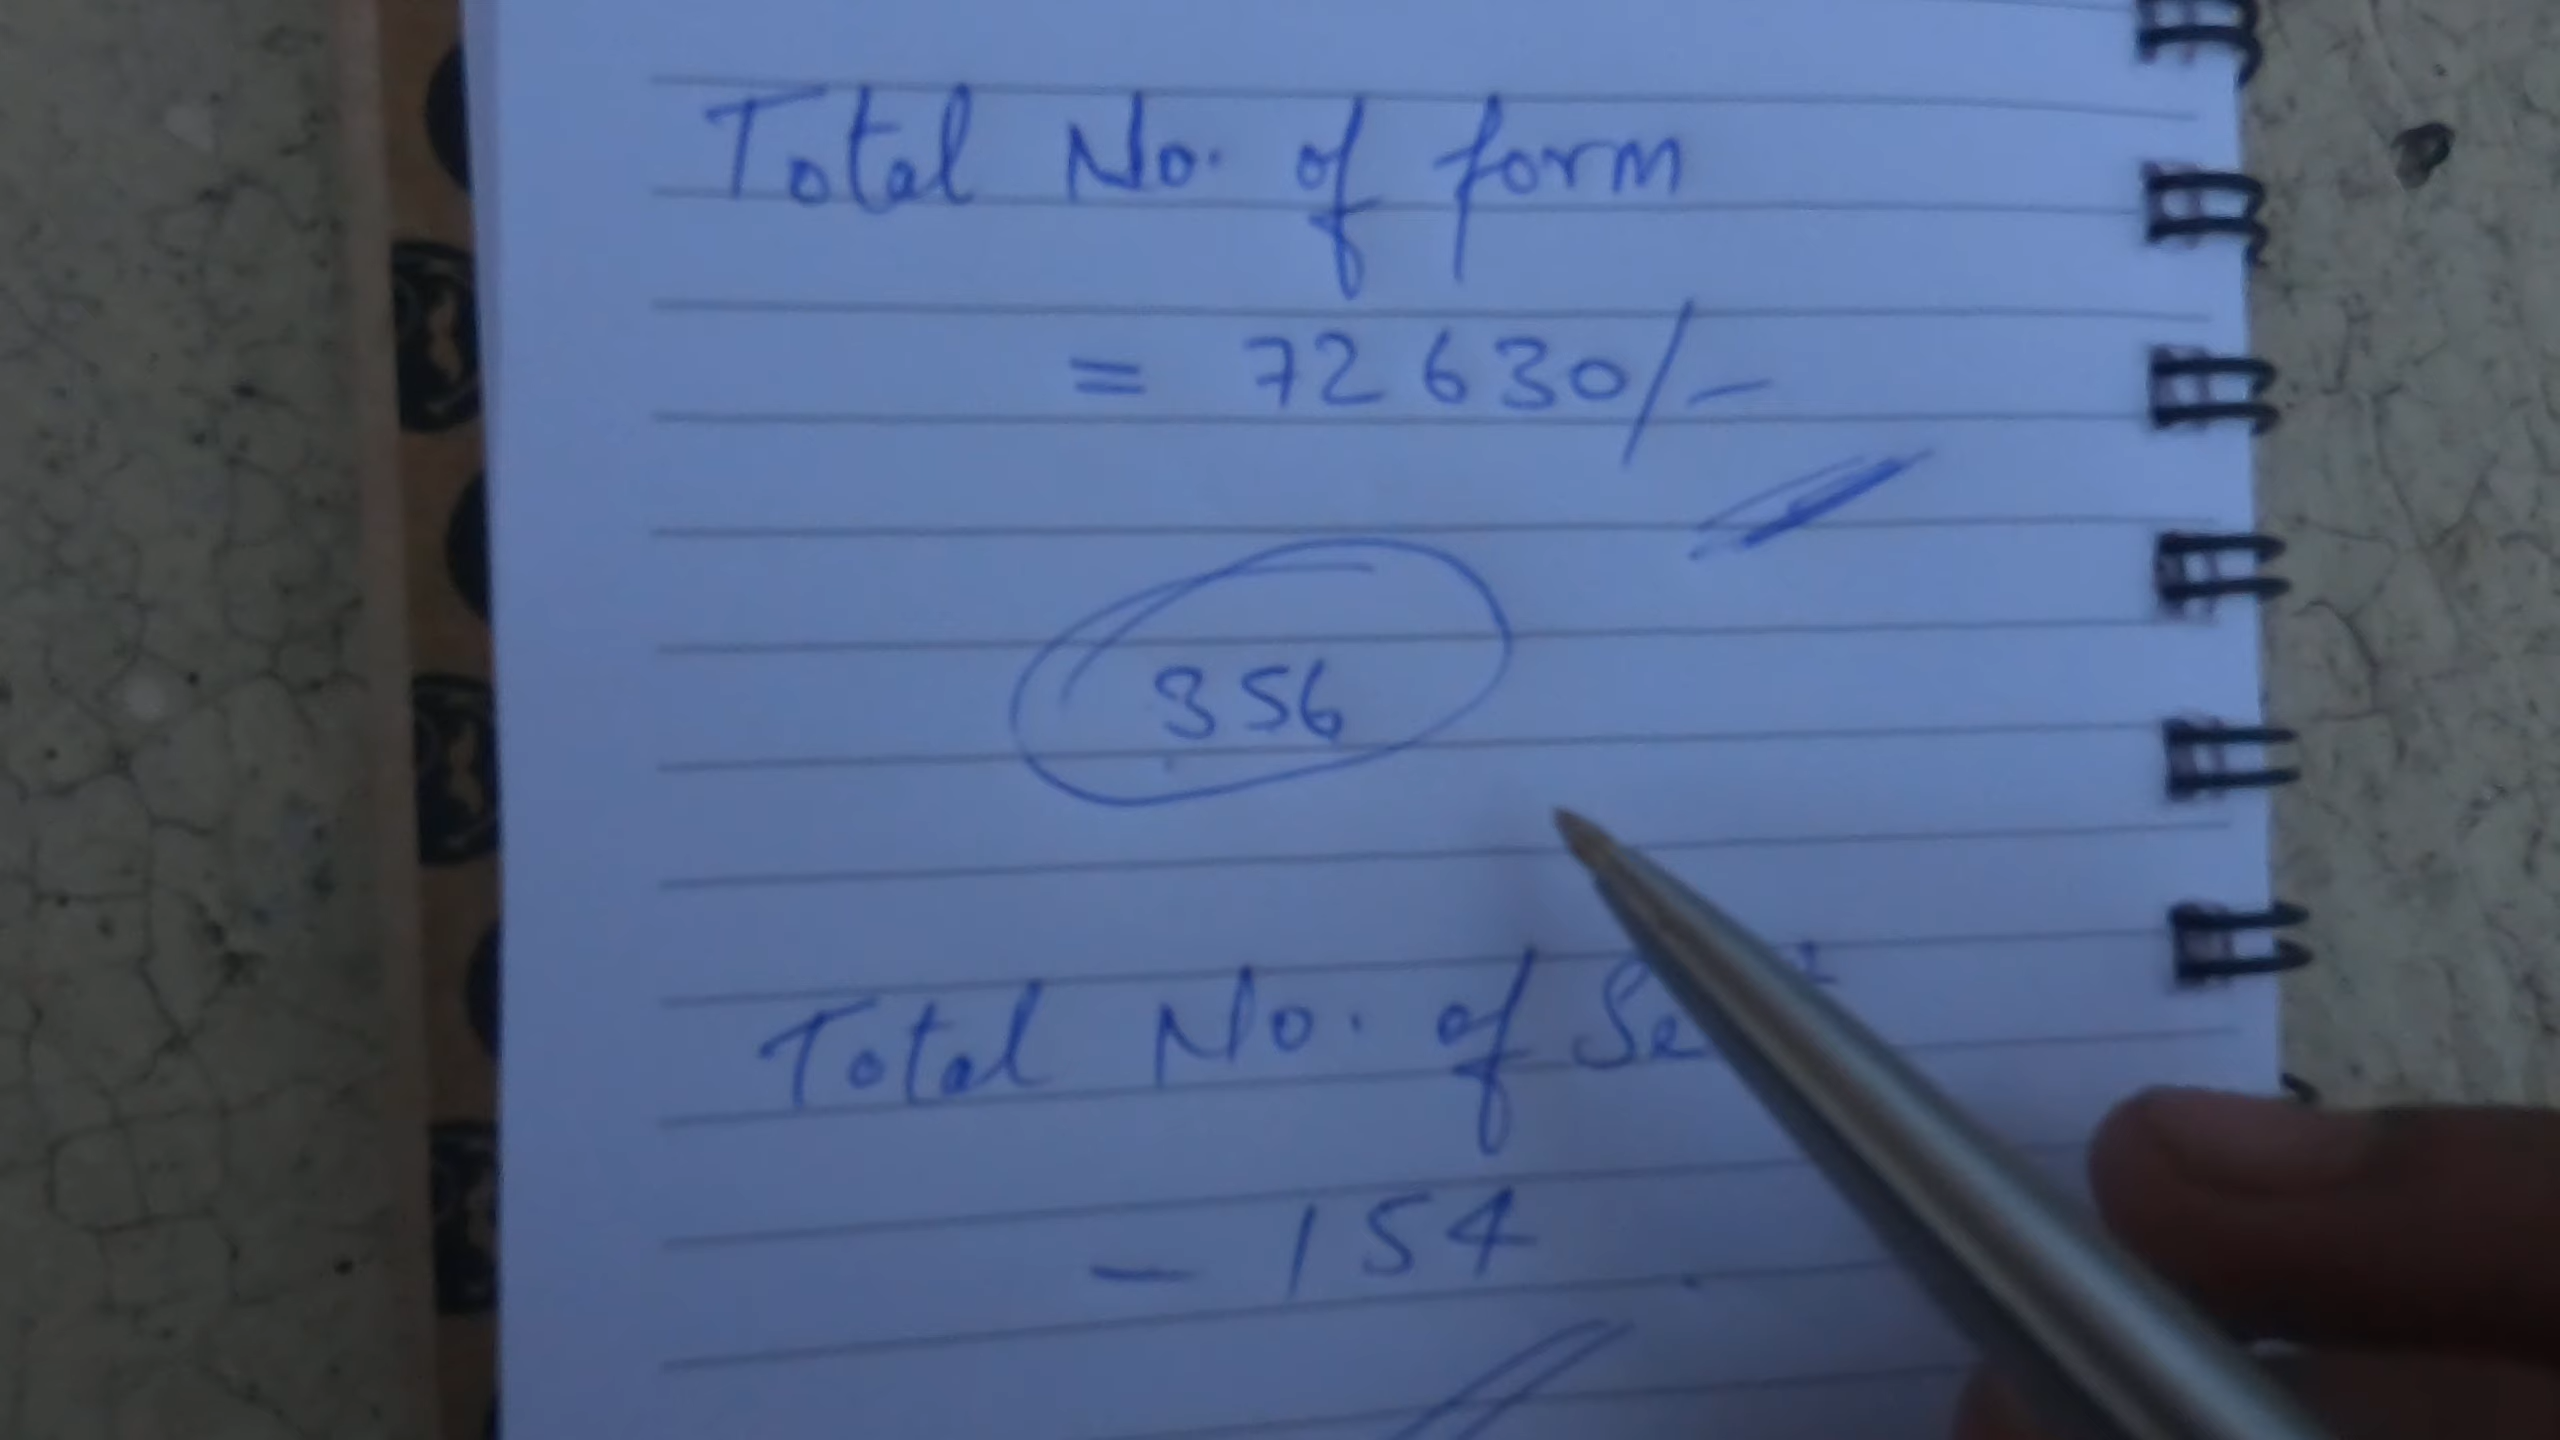 Total No. of form
= 72630/-
356
Total No. of
- 154